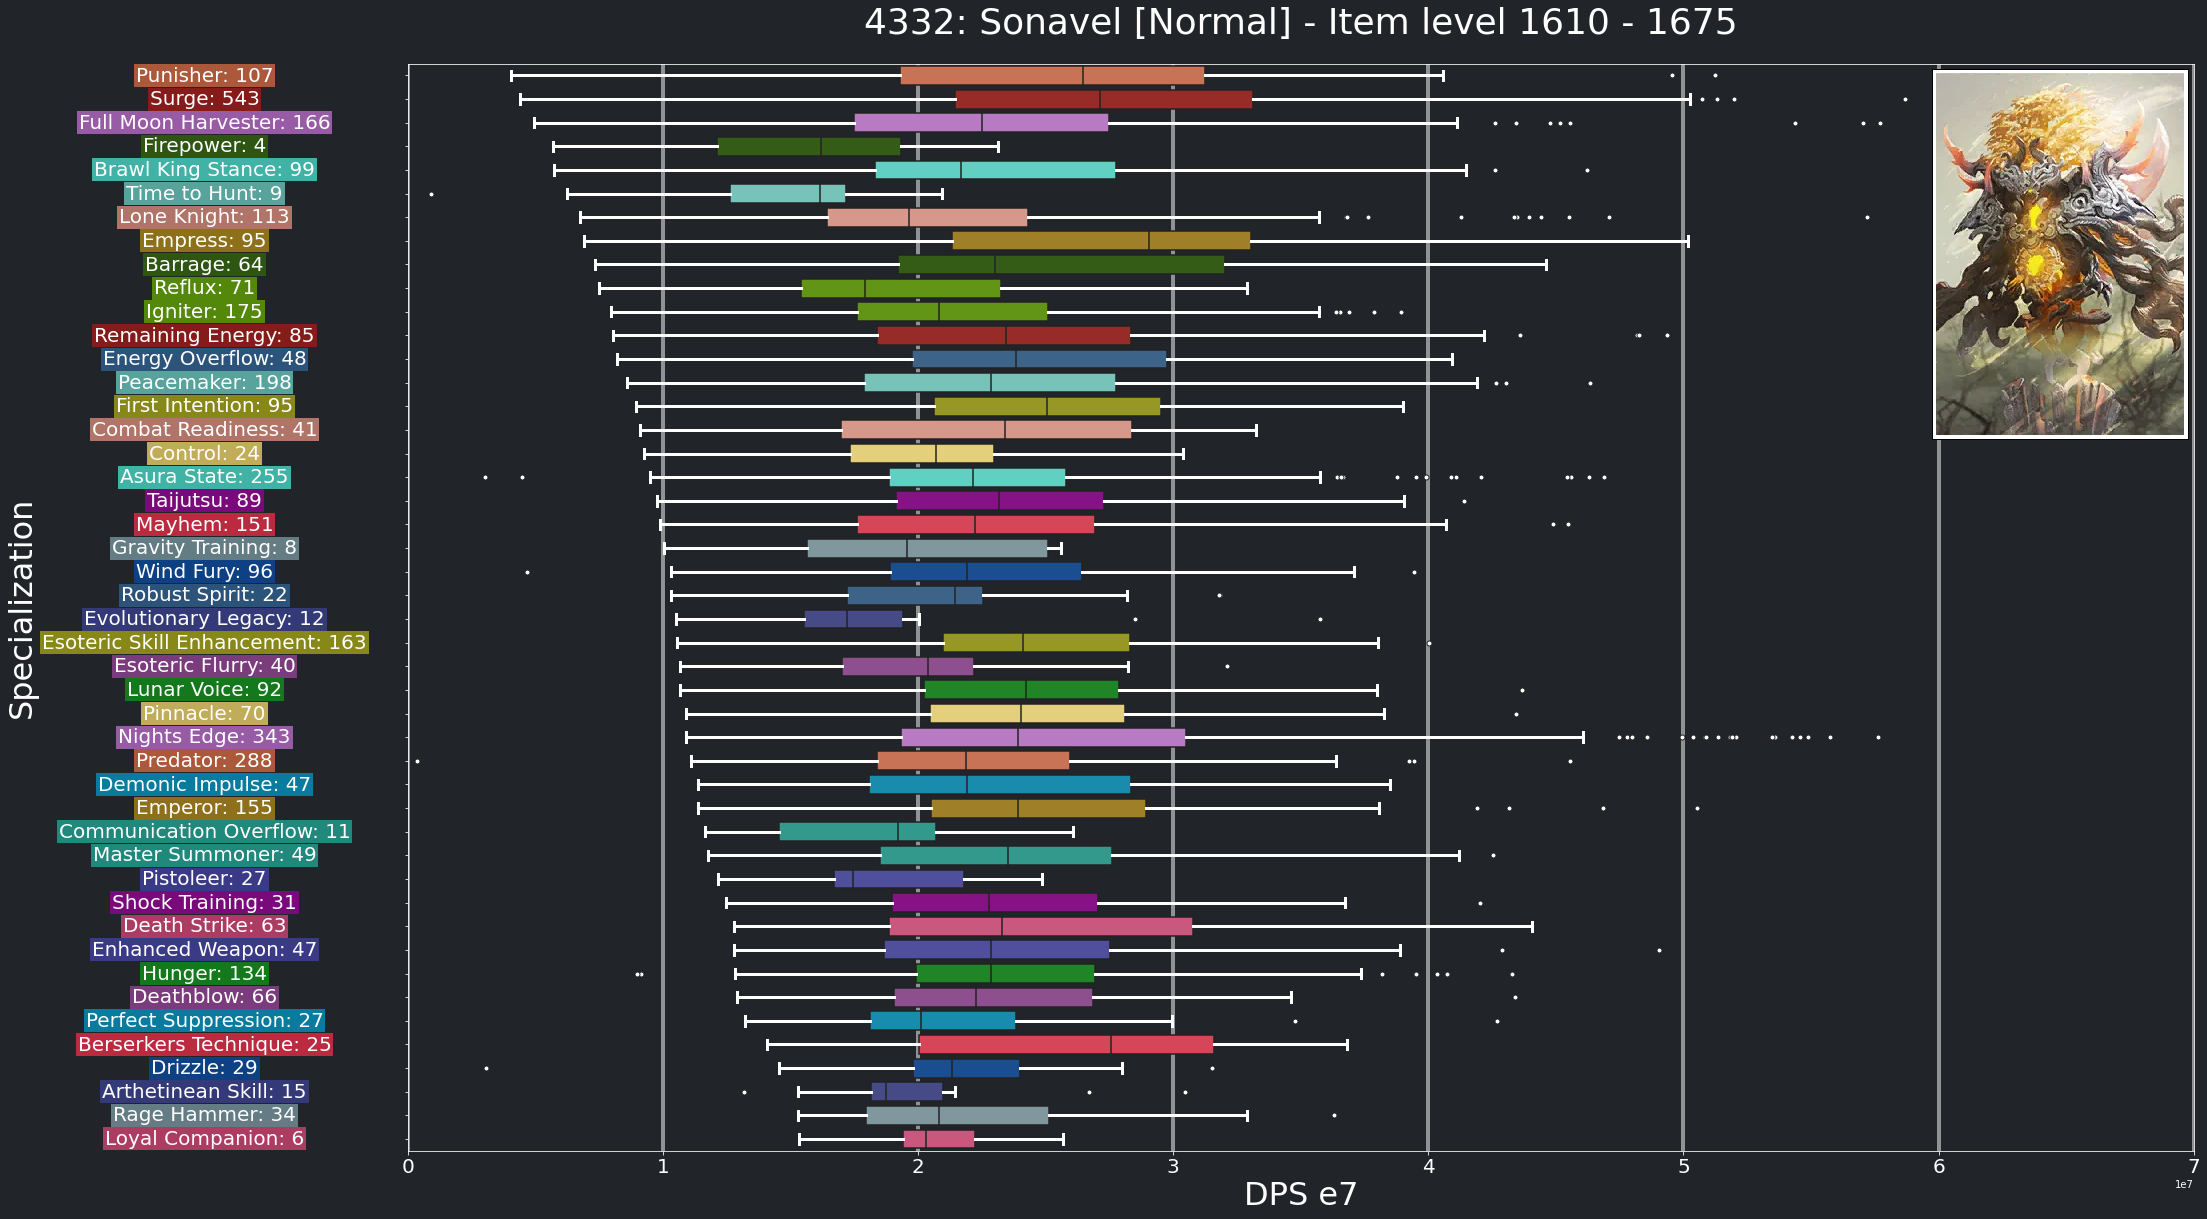 4332: Sonavel [Normal] - Item level 1610 - 1675
Specialization
Punisher: 107
Surge: 543
Full Moon Harvester: 166
Firepower: 4
Brawl King Stance: 99
Time to Hunt: 9
Lone Knight: 113
Empress: 95
Barrage: 64
Reflux: 71
Igniter: 175
Remaining Energy: 85
Energy Overflow: 48
Peacemaker: 198
First Intention: 95
Combat Readiness: 41
Control: 24
Asura State: 255
Taijutsu: 89
Mayhem: 151
Gravity Training: 8
Wind Fury: 96
Robust Spirit: 22
Evolutionary Legacy: 12
Esoteric Skill Enhancement: 163
Esoteric Flurry: 40
Lunar Voice: 92
Pinnacle: 70
Nights Edge: 343
Predator: 288
Demonic Impulse: 47
Emperor: 155
Communication Overflow: 11
Master Summoner: 49
Pistoleer: 27
Shock Training: 31
Death Strike: 63
Enhanced Weapon: 47
Hunger: 134
Deathblow: 66
Perfect Suppression: 27
Berserkers Technique: 25
Drizzle: 29
Arthetinean Skill: 15
Rage Hammer: 34
Loyal Companion: 6
0 1 2 3 4 5 6 7
1e7
DPS e7